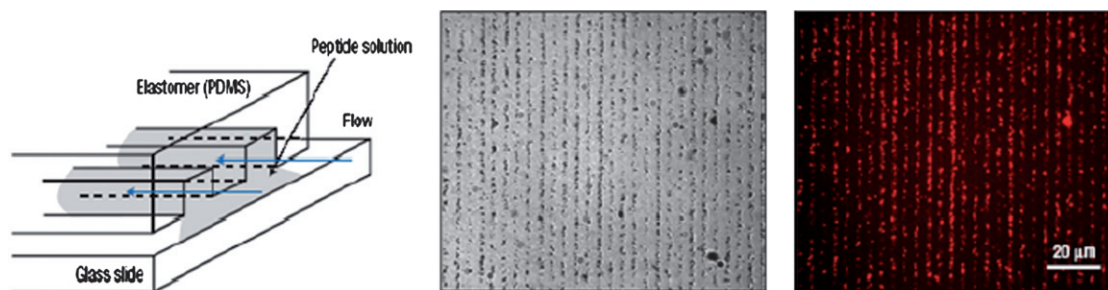 Peptide solution
Elastomer (PDMS)
Flow
Glass slide
20 μm